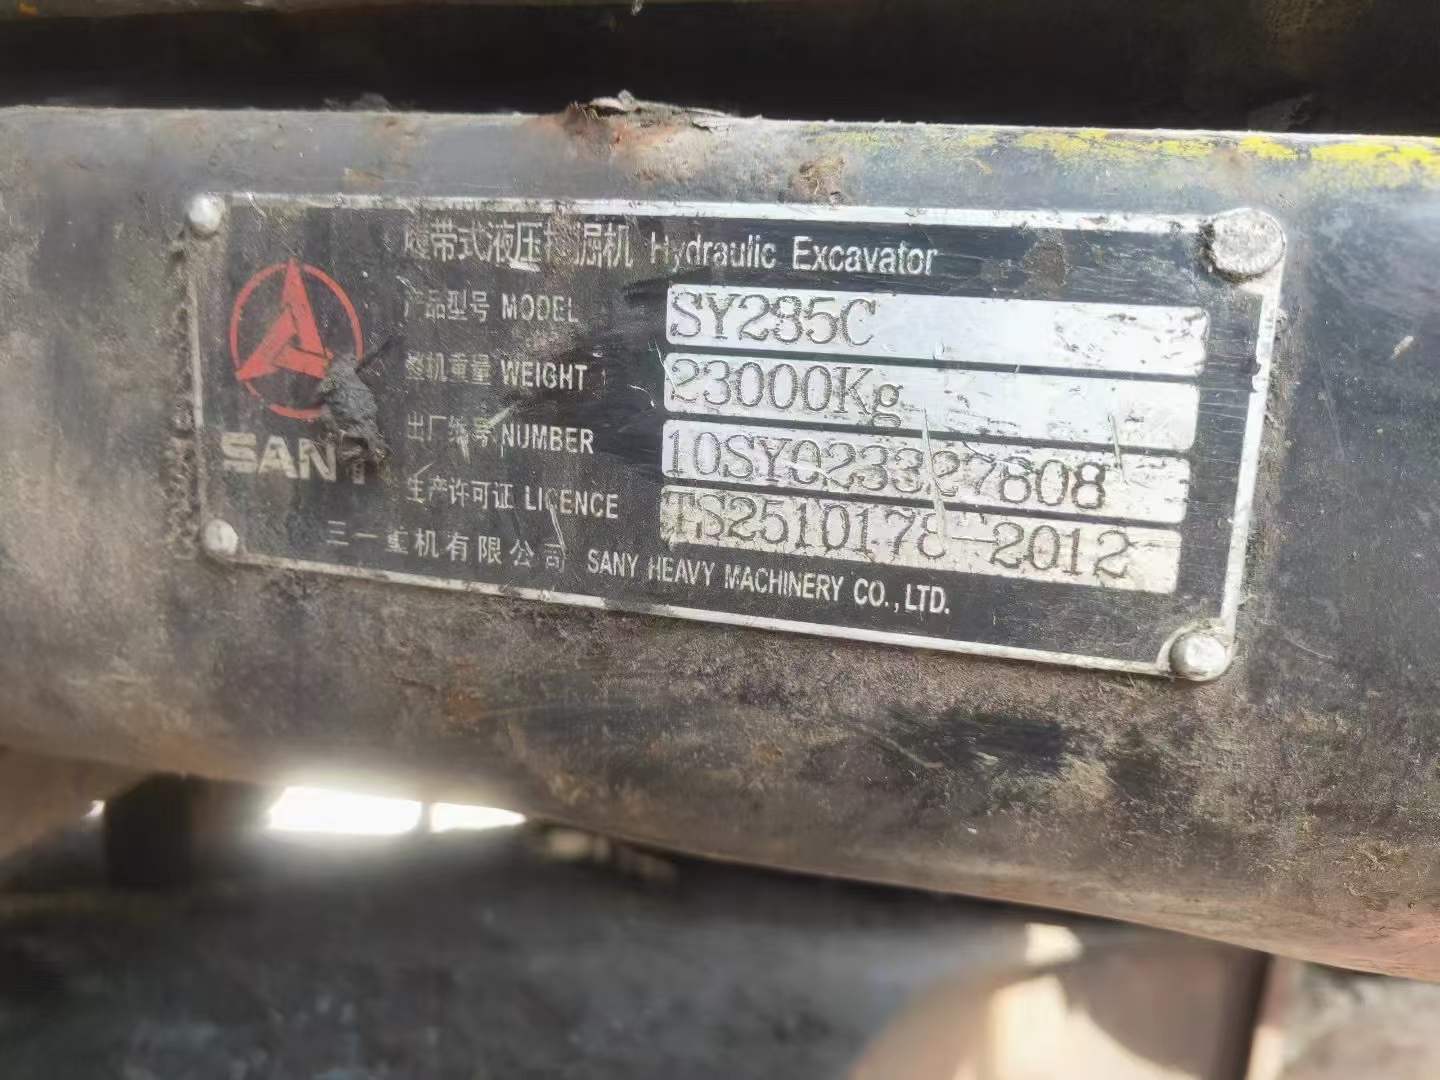 履带式液压挖掘机 Hydraulic Excavator
产品型号 MODEL SY235C
整机重量 WEIGHT 23000Kg
出厂编号 NUMBER 10SY023327808
生产许可证 LICENCE TS2510178-2012
SANY
三一重机有限公司 SANY HEAVY MACHINERY CO.,LTD.